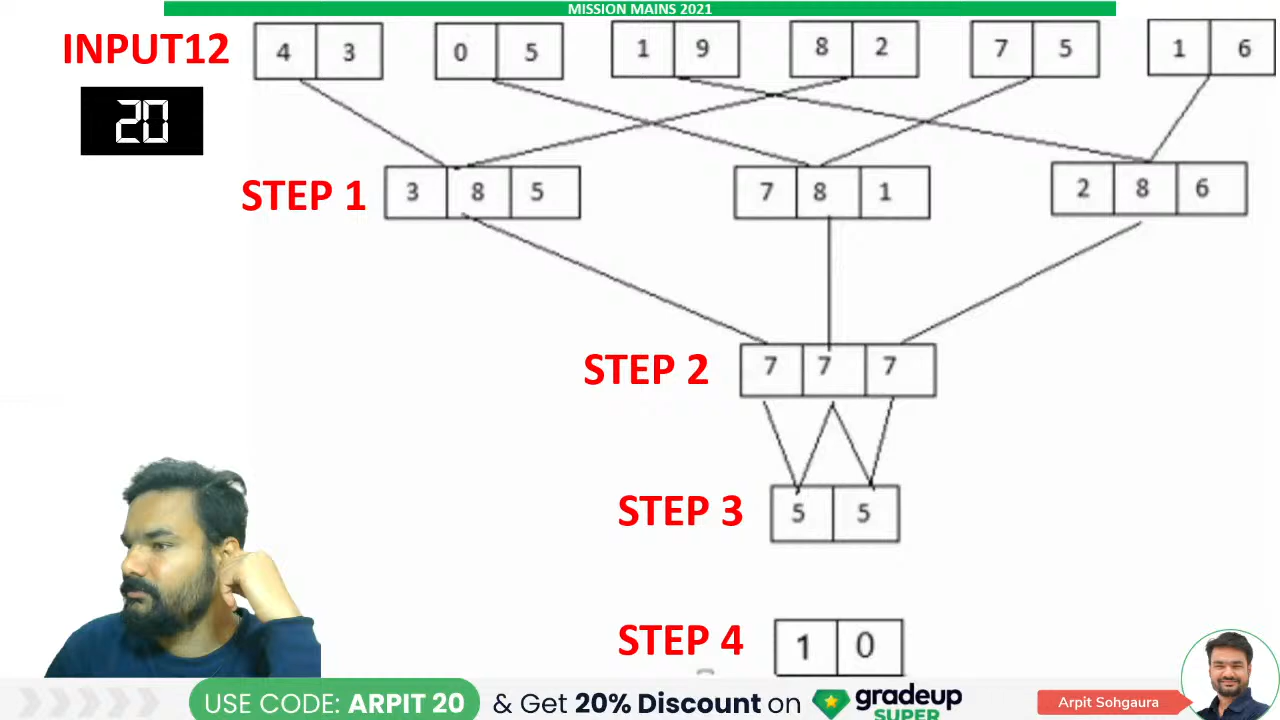 MISSION MAINS 2021
INPUT12 4 3 0 5 1 9 8 2 7 5 1 6
20
STEP 1 3 8 5 7 8 1 2 8 6
STEP 2 7 7 7
STEP 3 5 5
STEP 4 1 0
USE CODE: ARPIT 20 & Get 20% Discount on gradeup SUPER
Arpit Sohgaura